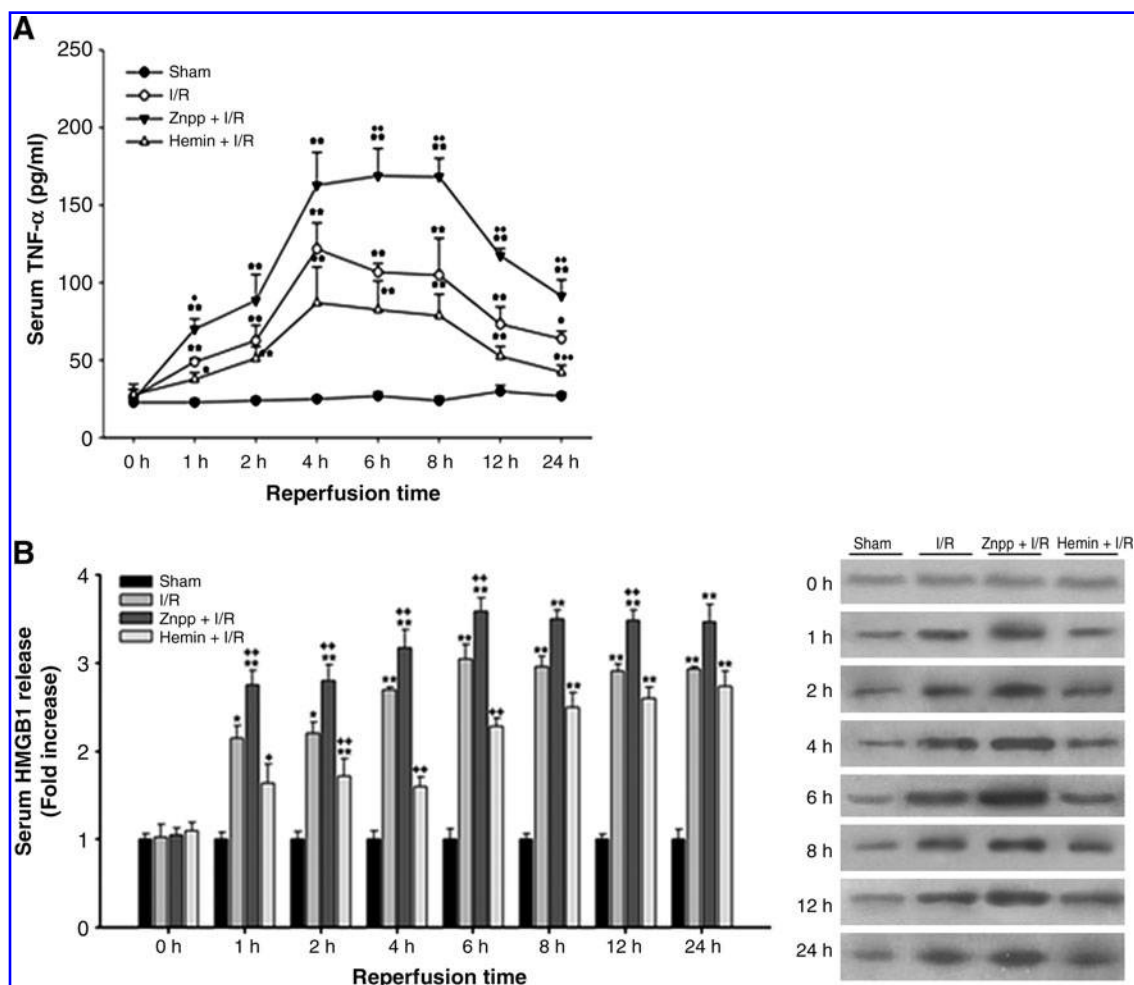 A
250
200
150
100
50
0
Serum TNF-α (pg/ml)
Sham
I/R
Znpp + I/R
Hemin + I/R
0 h 1 h 2 h 4 h 6 h 8 h 12 h 24 h
Reperfusion time
B
4
3
2
1
0
Serum HMGB1 release
(Fold increase)
Sham
I/R
Znpp + I/R
Hemin + I/R
0 h 1 h 2 h 4 h 6 h 8 h 12 h 24 h
Reperfusion time
Sham I/R Znpp + I/R Hemin + I/R
0 h
1 h
2 h
4 h
6 h
8 h
12 h
24 h